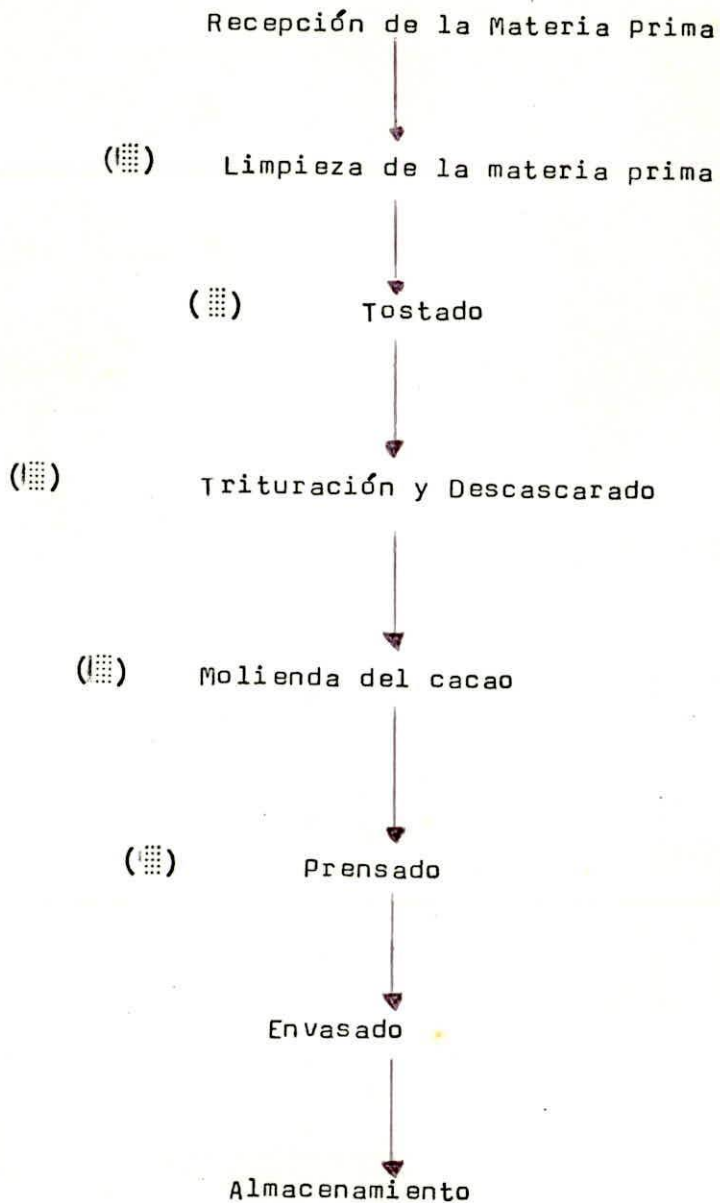 Recepción de la Materia Prima
Limpieza de la materia prima
Tostado
Trituración y Descascarado
Molienda del cacao
Prensado
Envasado
Almacenamiento